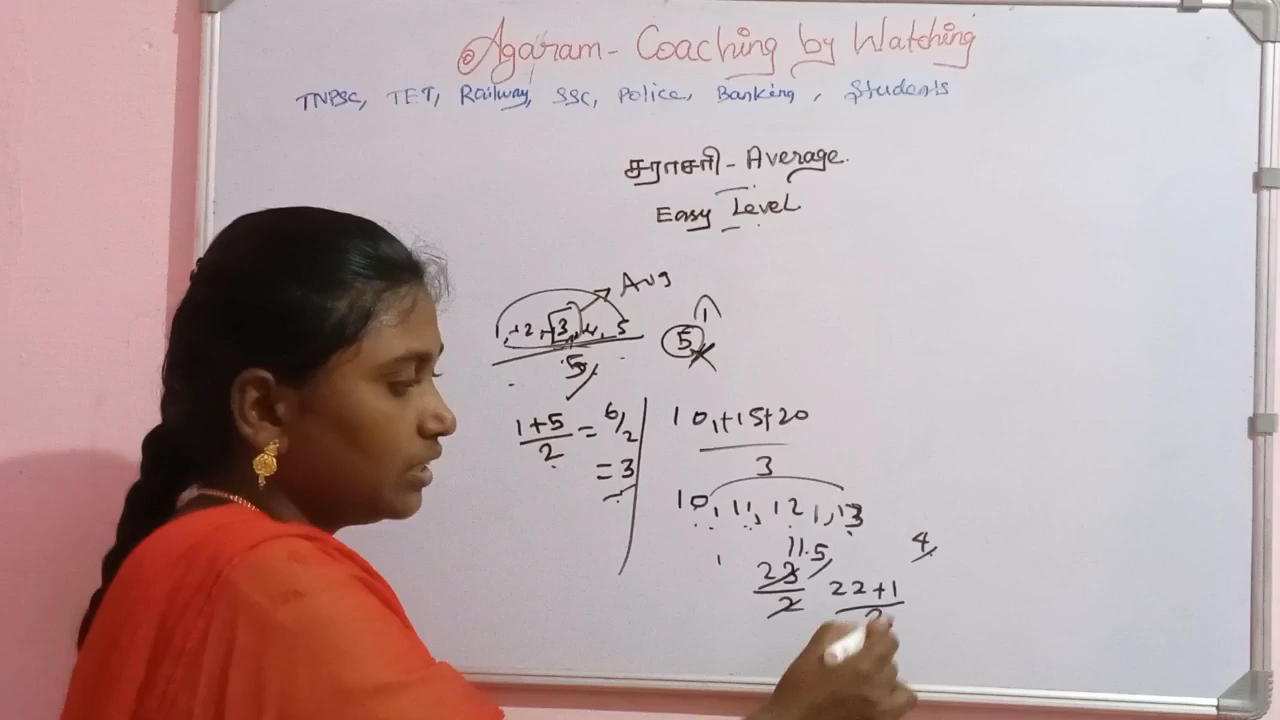 Agaram - Coaching by Watching
TNPSC, TET, Railway, SSC, Police, Banking, Students
சராசரி - Average.
Easy Level
Avg
1,+2,+3,+4,5
5
5
1
1+5
2
= 6/2
= 3
10,+15+20
3
10, 11, 12, 13
11.5
23
2
22+1
2
4